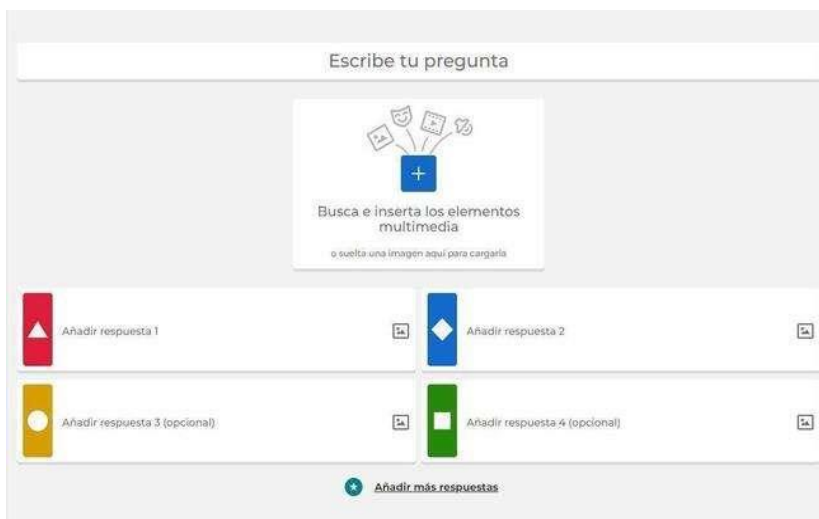 Escribe tu pregunta
Busca e inserta los elementos
multimedia
o suelta una imagen aquí para cargarla
Añadir respuesta 1
Añadir respuesta 2
Añadir respuesta 3 (opcional)
Añadir respuesta 4 (opcional)
Añadir más respuestas